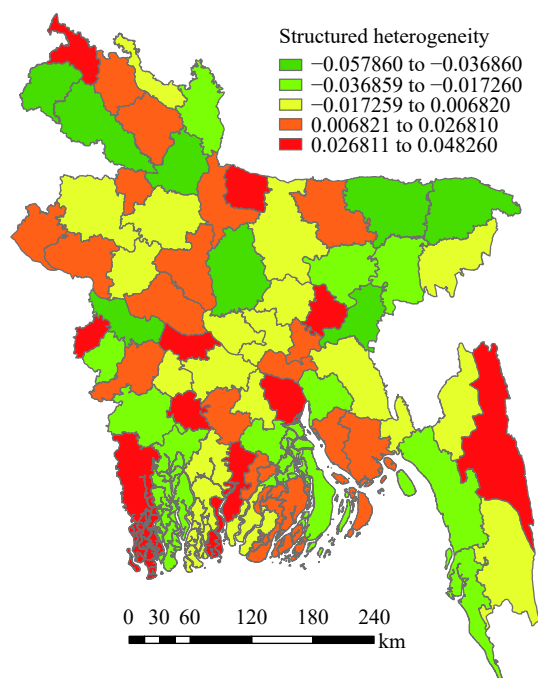 Structured heterogeneity
−0.057860 to −0.036860
−0.036859 to −0.017260
−0.017259 to 0.006820
0.006821 to 0.026810
0.026811 to 0.048260
0 30 60 120 180 240
km